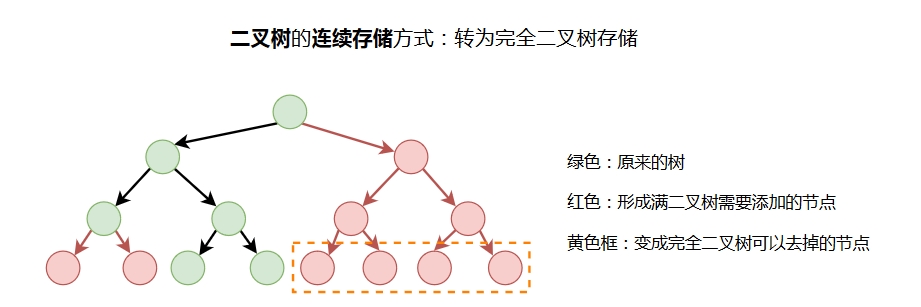 二叉树的连续存储方式：转为完全二叉树存储
绿色：原来的树
红色：形成满二叉树需要添加的节点
黄色框：变成完全二叉树可以去掉的节点